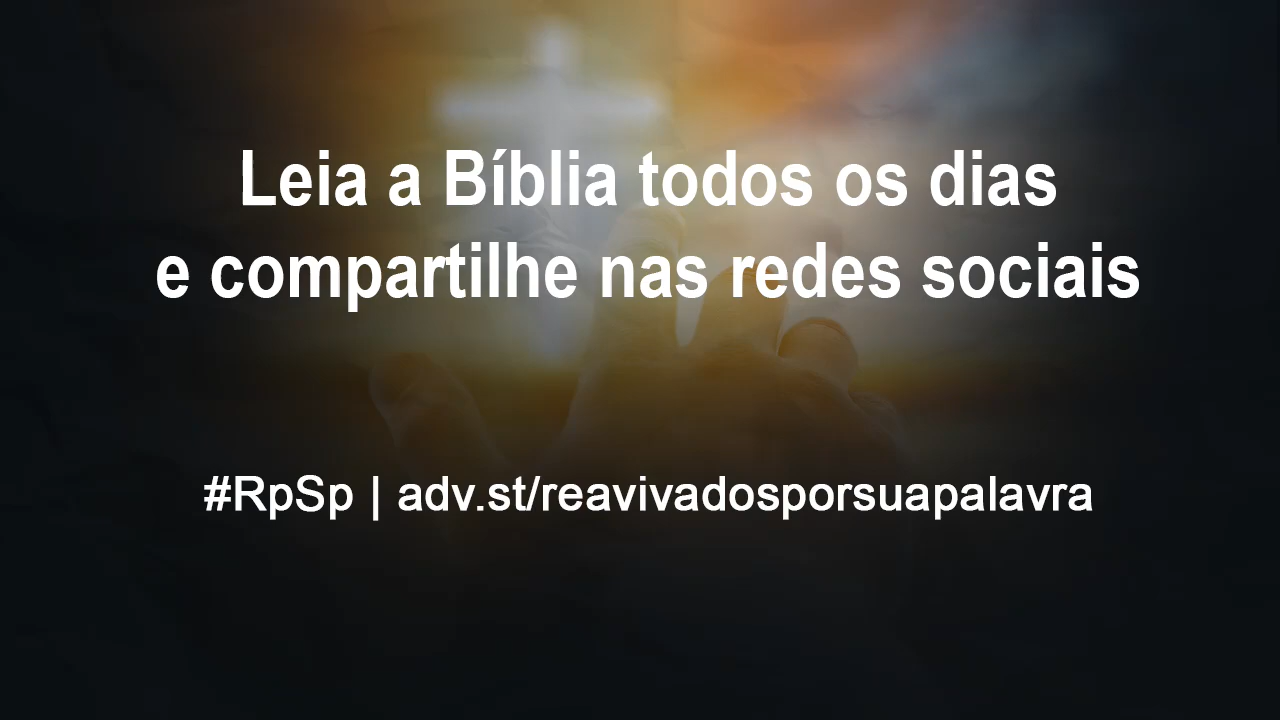 Leia a Bíblia todos os dias
e compartilhe nas redes sociais
#RpSp | adv.st/reavivadosporsuapalavra